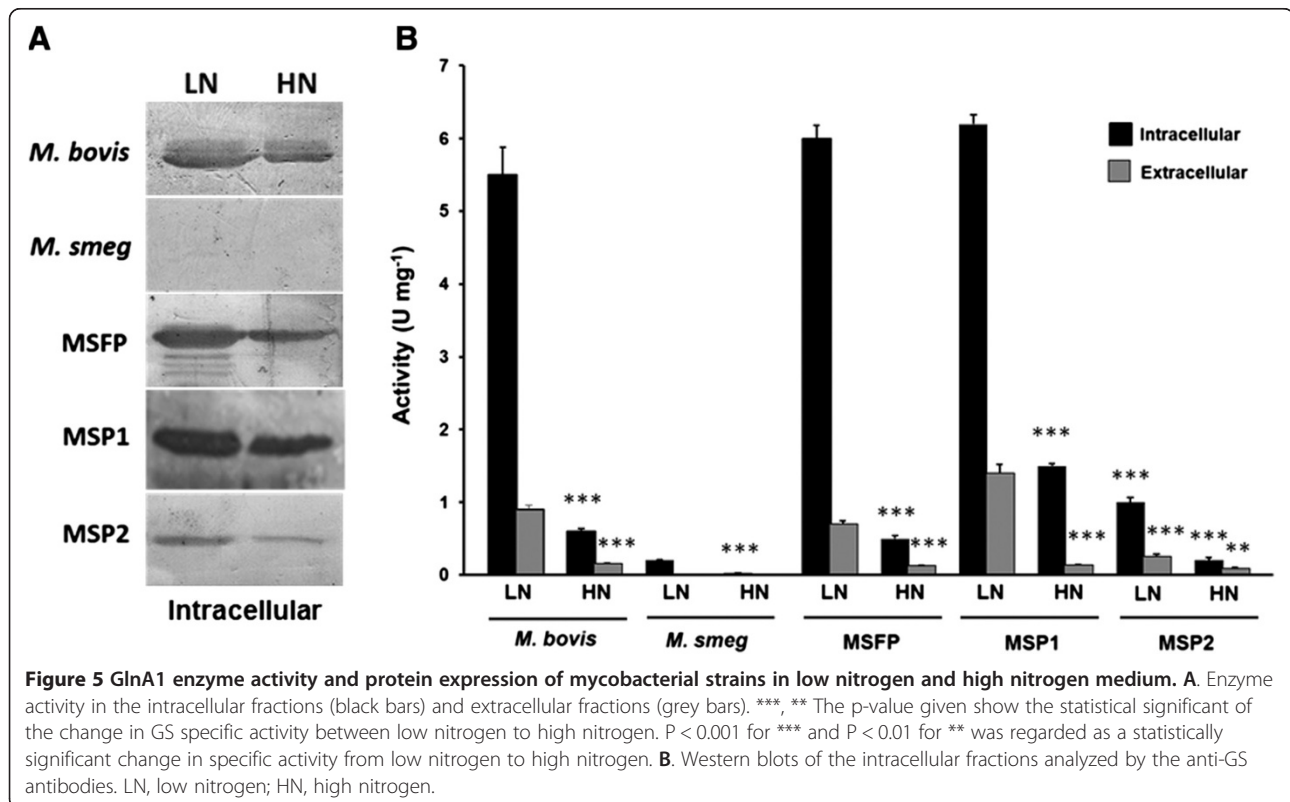 A
LN HN
M. bovis
M. smeg
MSFP
MSP1
MSP2
Intracellular
B
7
6
5
4
3
2
1
0
Activity (U mg-1)
Intracellular
Extracellular
*** *** *** *** *** *** *** *** *** *** **
LN HN LN HN LN HN LN HN LN HN
M. bovis M. smeg MSFP MSP1 MSP2
Figure 5 GlnA1 enzyme activity and protein expression of mycobacterial strains in low nitrogen and high nitrogen medium. A. Enzyme
activity in the intracellular fractions (black bars) and extracellular fractions (grey bars). ***, ** The p-value given show the statistical significant of
the change in GS specific activity between low nitrogen to high nitrogen. P < 0.001 for *** and P < 0.01 for ** was regarded as a statistically
significant change in specific activity from low nitrogen to high nitrogen. B. Western blots of the intracellular fractions analyzed by the anti-GS
antibodies. LN, low nitrogen; HN, high nitrogen.